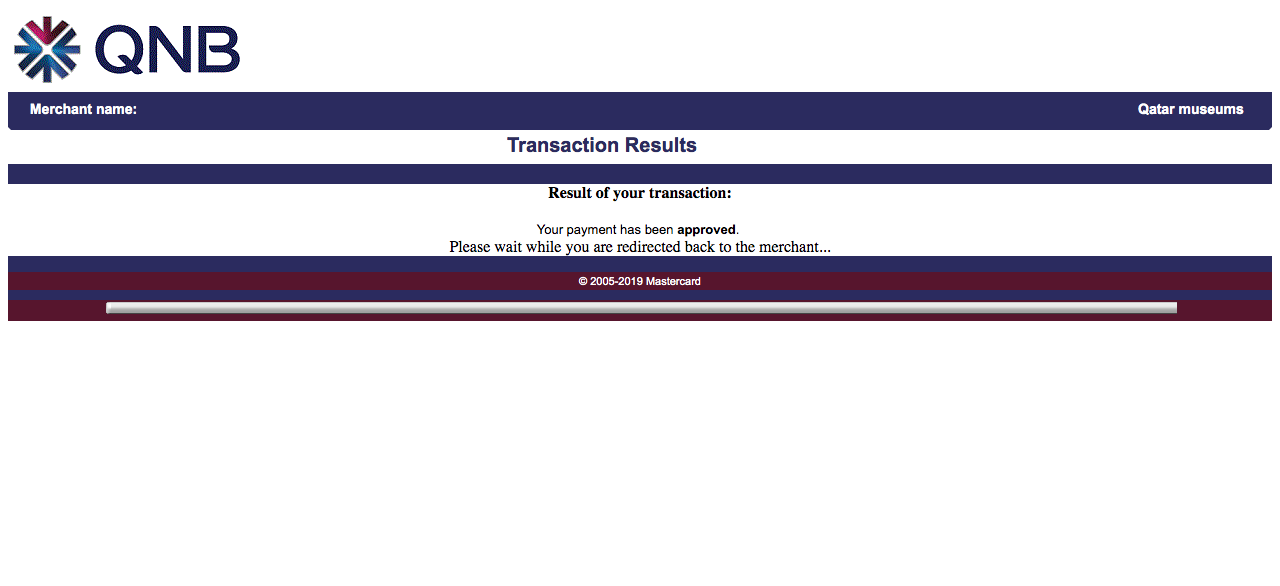 QNB
Merchant name: Qatar museums
Transaction Results
Result of your transaction:
Your payment has been approved.
Please wait while you are redirected back to the merchant...
© 2005-2019 Mastercard